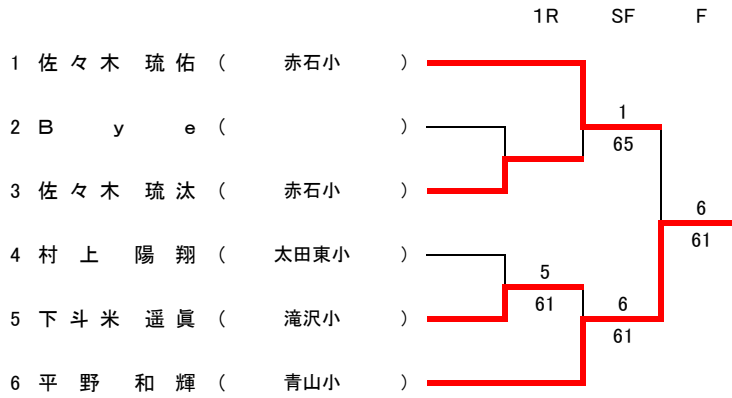 1R SF F
1 佐々木 琉佑 ( 赤石小 )
1
2 Bye ( )
65
3 佐々木 琉汰 ( 赤石小 )
6
61
4 村上 陽翔 ( 太田東小 )
5
61
5 下斗米 遥眞 ( 滝沢小 )
6
61
6 平野 和輝 ( 青山小 )